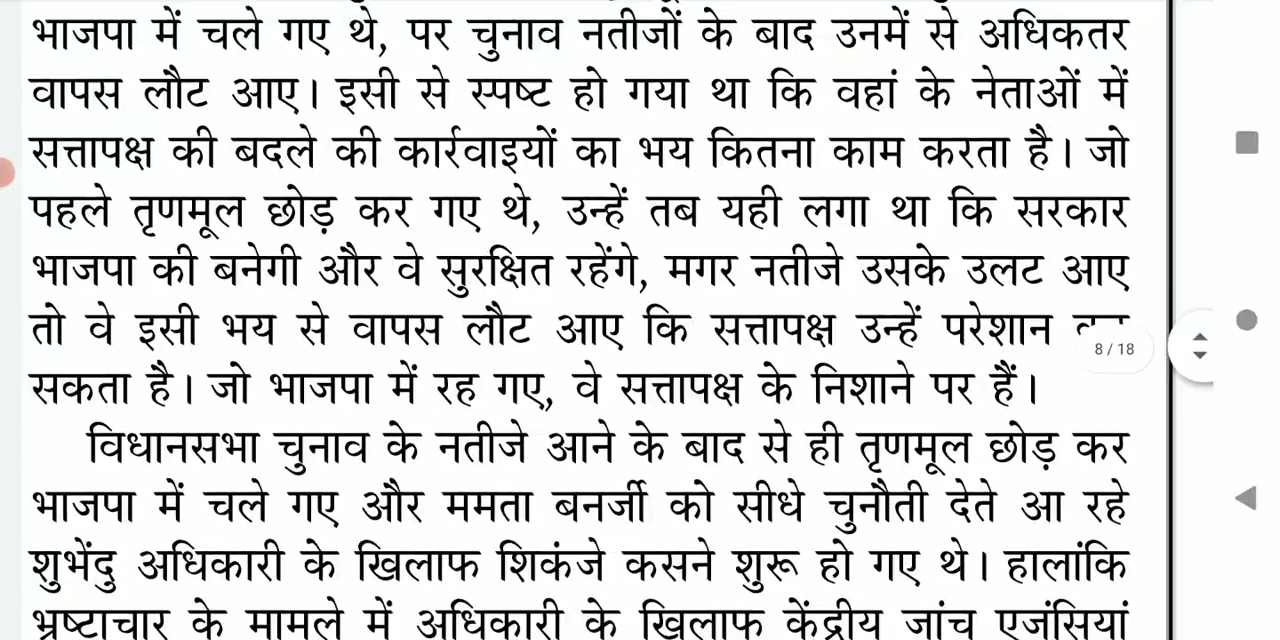 भाजपा में चले गए थे, पर चुनाव नतीजों के बाद उनमें से अधिकतर
वापस लौट आए। इसी से स्पष्ट हो गया था कि वहां के नेताओं में
सत्तापक्ष की बदले की कार्रवाइयों का भय कितना काम करता है। जो
पहले तृणमूल छोड़ कर गए थे, उन्हें तब यही लगा था कि सरकार
भाजपा की बनेगी और वे सुरक्षित रहेंगे, मगर नतीजे उसके उलट आए
तो वे इसी भय से वापस लौट आए कि सत्तापक्ष उन्हें परेशान
8 / 18
सकता है। जो भाजपा में रह गए, वे सत्तापक्ष के निशाने पर हैं।
विधानसभा चुनाव के नतीजे आने के बाद से ही तृणमूल छोड़ कर
भाजपा में चले गए और ममता बनर्जी को सीधे चुनौती देते आ रहे
शुभेंदु अधिकारी के खिलाफ शिकंजे कसने शुरू हो गए थे। हालांकि
भ्रष्टाचार के मामले में अधिकारी के खिलाफ केंद्रीय जांच एजंसियां